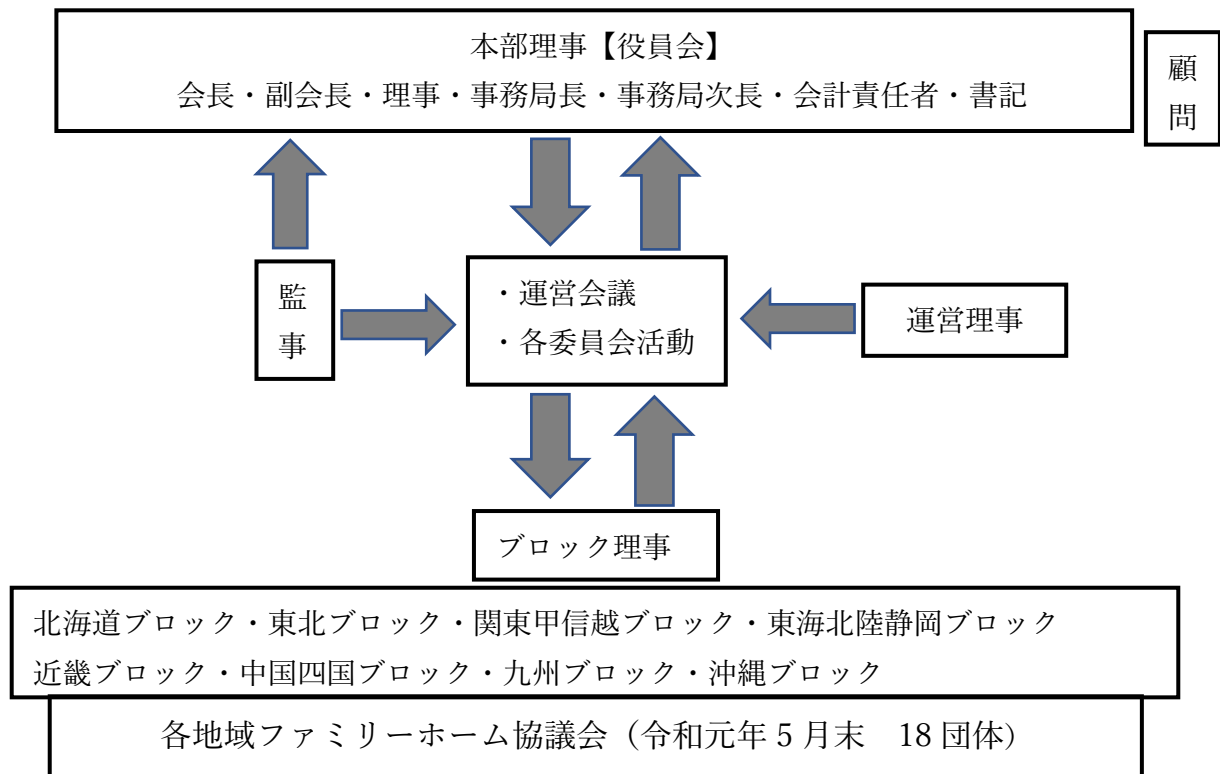 本部理事【役員会】
会長・副会長・理事・事務局長・事務局次長・会計責任者・書記
顧問
監事
・運営会議
・各委員会活動
運営理事
ブロック理事
北海道ブロック・東北ブロック・関東甲信越ブロック・東海北陸静岡ブロック
近畿ブロック・中国四国ブロック・九州ブロック・沖縄ブロック
各地域ファミリーホーム協議会（令和元年5月末　18団体）